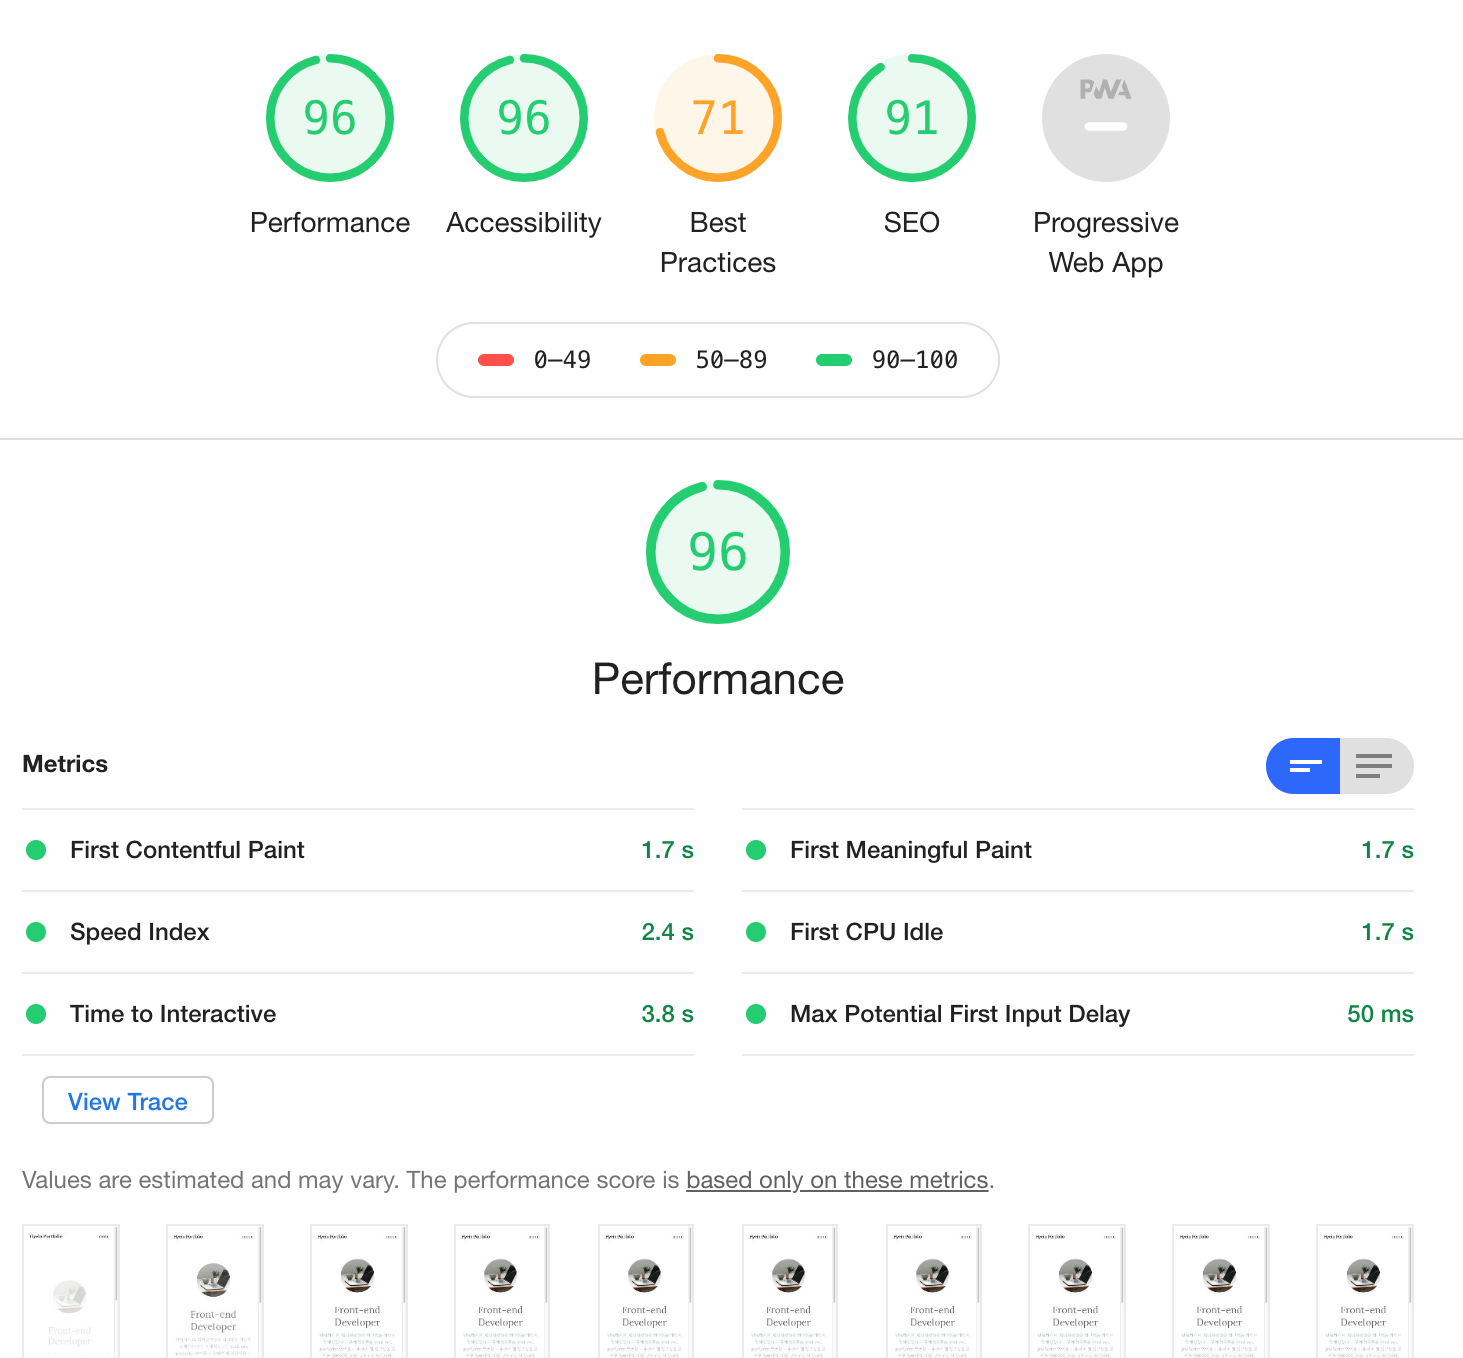 96
96
71
91
PWA
Performance
Accessibility
Best
Practices
SEO
Progressive
Web App
0–49
50–89
90–100
96
Performance
Metrics
First Contentful Paint
1.7 s
First Meaningful Paint
1.7 s
Speed Index
2.4 s
First CPU Idle
1.7 s
Time to Interactive
3.8 s
Max Potential First Input Delay
50 ms
View Trace
Values are estimated and may vary. The performance score is based only on these metrics.
Front-end
Developer
Front-end
Developer
Front-end
Developer
Front-end
Developer
Front-end
Developer
Front-end
Developer
Front-end
Developer
Front-end
Developer
Front-end
Developer
Front-end
Developer